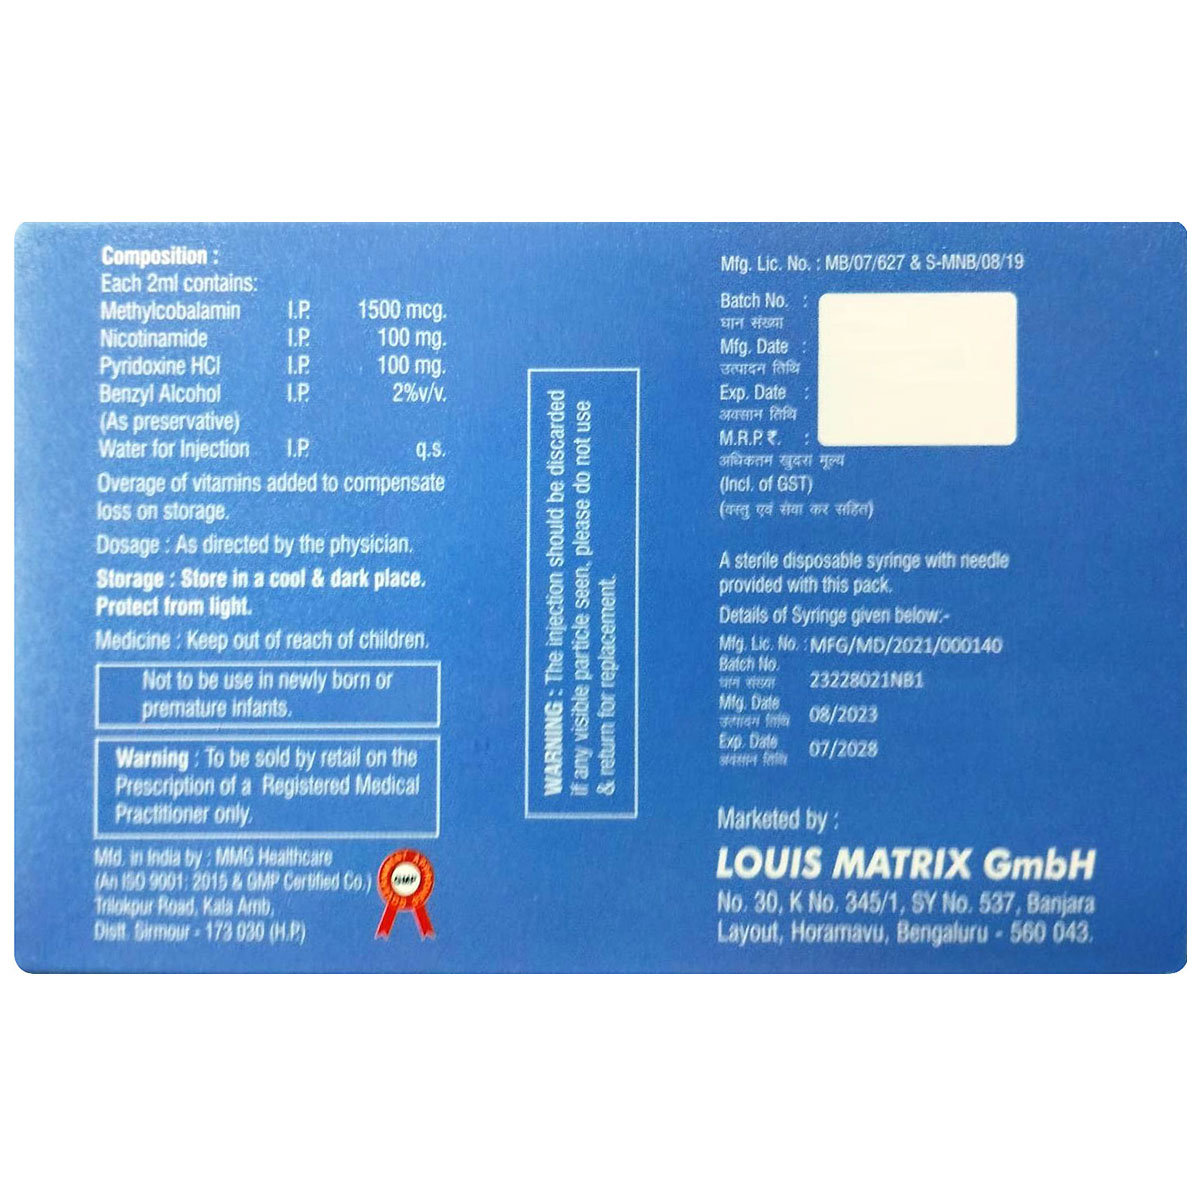 Composition :
Each 2ml contains:
Methylcobalamin I.P. 1500 mcg.
Nicotinamide I.P. 100 mg.
Pyridoxine HCl I.P. 100 mg.
Benzyl Alcohol I.P. 2%v/v.
(As preservative)
Water for Injection I.P. q.s.
Overage of vitamins added to compensate
loss on storage.
Dosage : As directed by the physician.
Storage : Store in a cool & dark place.
Protect from light.
Medicine : Keep out of reach of children.
Not to be use in newly born or
premature infants.
Warning : To be sold by retail on the
Prescription of a Registered Medical
Practitioner only.
Mfd. in India by : MMG Healthcare
(An ISO 9001: 2015 & GMP Certified Co.)
Trilokpur Road, Kala Amb,
Distt. Sirmour - 173 030 (H.P.)
GMP
WARNING : The injection should be discarded
if any visible particle seen, please do not use
& return for replacement.
Mfg. Lic. No. : MB/07/627 & S-MNB/08/19
Batch No. :
घान संख्या
Mfg. Date :
उत्पादन तिथि
Exp. Date :
अवसान तिथि
M.R.P. ₹. :
अधिकतम खुदरा मूल्य
(Incl. of GST)
(वस्तु एवं सेवा कर सहित)
A sterile disposable syringe with needle
provided with this pack.
Details of Syringe given below:-
Mfg. Lic. No. : MFG/MD/2021/000140
Batch No.
घान संख्या 23228021NB1
Mfg. Date
उत्पादन तिथि 08/2023
Exp. Date
अवसान तिथि 07/2028
Marketed by :
LOUIS MATRIX GmbH
No. 30, K No. 345/1, SY No. 537, Banjara
Layout, Horamavu, Bengaluru - 560 043.